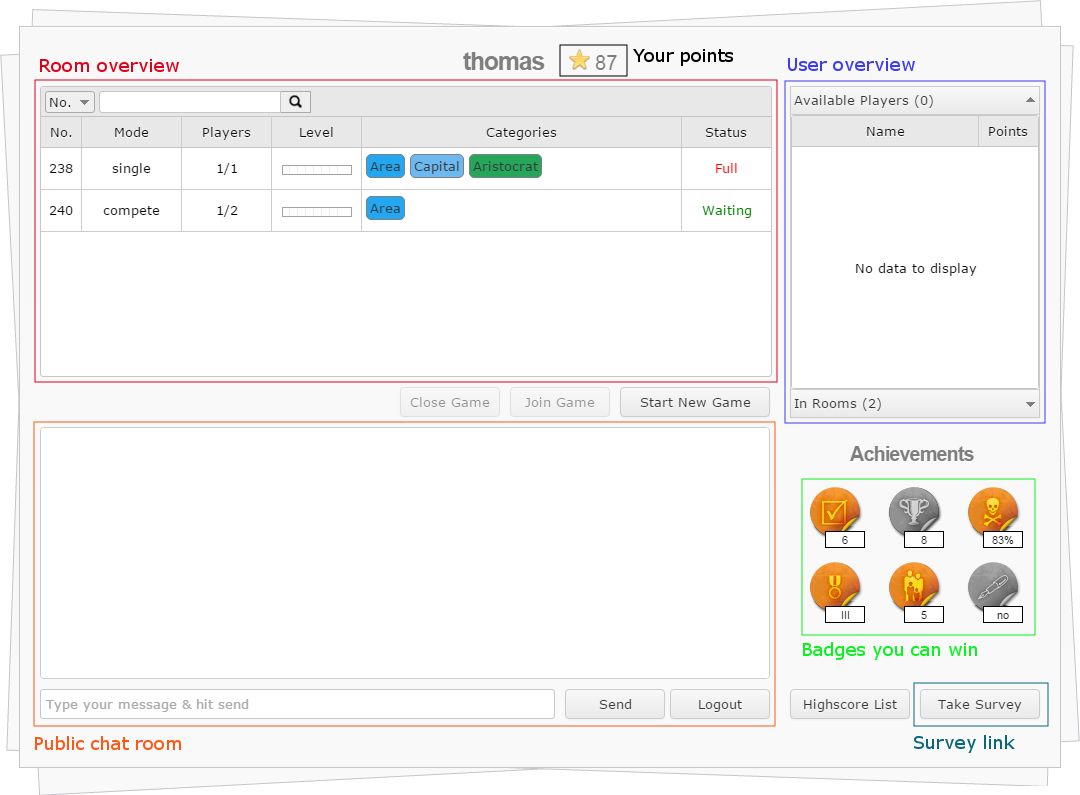 Room overview
thomas
87
Your points
User overview
No.
No. Mode Players Level Categories Status
238 single 1/1 Area Capital Aristocrat Full
240 compete 1/2 Area Waiting
Available Players (0)
Name Points
No data to display
In Rooms (2)
Close Game Join Game Start New Game
Achievements
6 8 83%
III 5 no
Badges you can win
Type your message & hit send
Send Logout
Highscore List Take Survey
Public chat room
Survey link